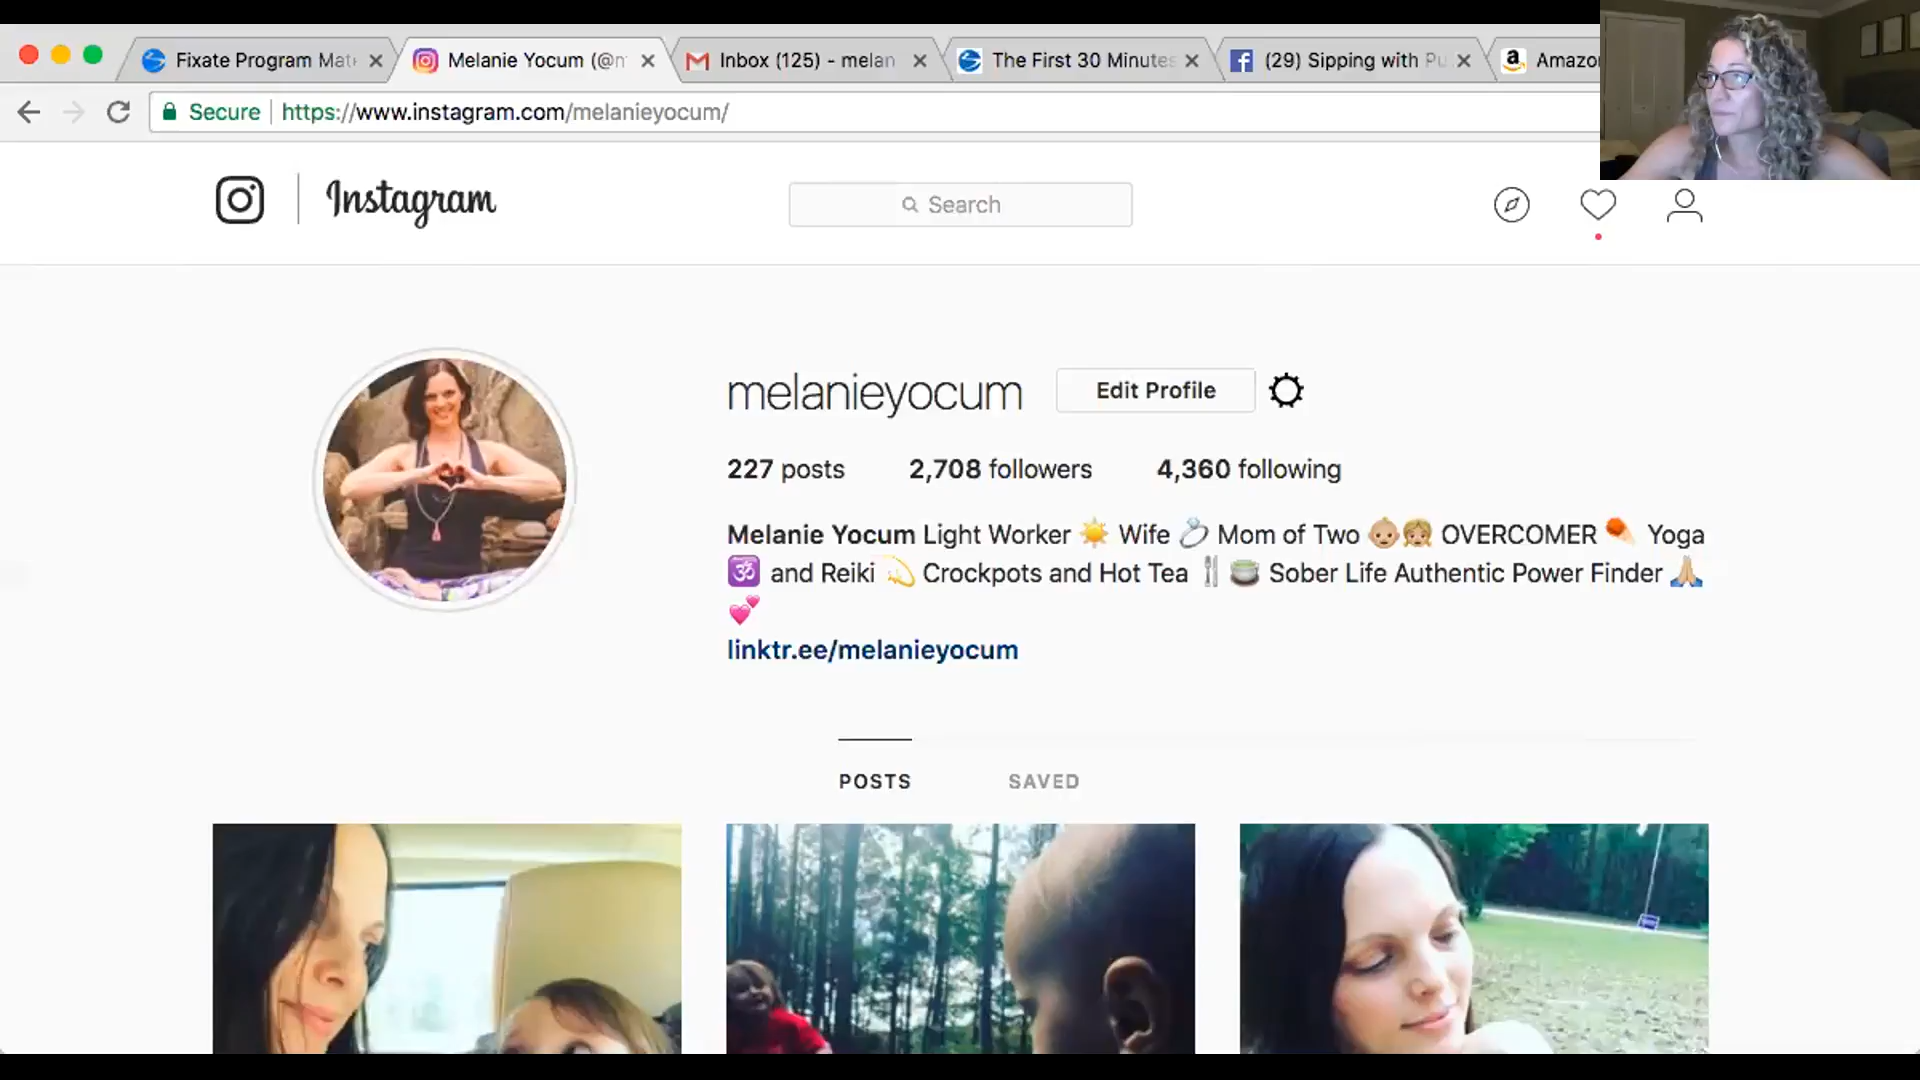 Fixate Program Mat
Melanie Yocum (@
Inbox (125) - melan
The First 30 Minutes
(29) Sipping with Pu
Amazo
Secure
https://www.instagram.com/melanieyocum/
Instagram
Search
melanieyocum
Edit Profile
227 posts 2,708 followers 4,360 following
Melanie Yocum Light Worker ☀️ Wife 💍 Mom of Two 👶🏼👧🏼 OVERCOMER ☄️ Yoga
🕉 and Reiki 💫 Crockpots and Hot Tea 🍴🍵 Sober Life Authentic Power Finder 🙏🏼
💕
linktr.ee/melanieyocum
POSTS SAVED